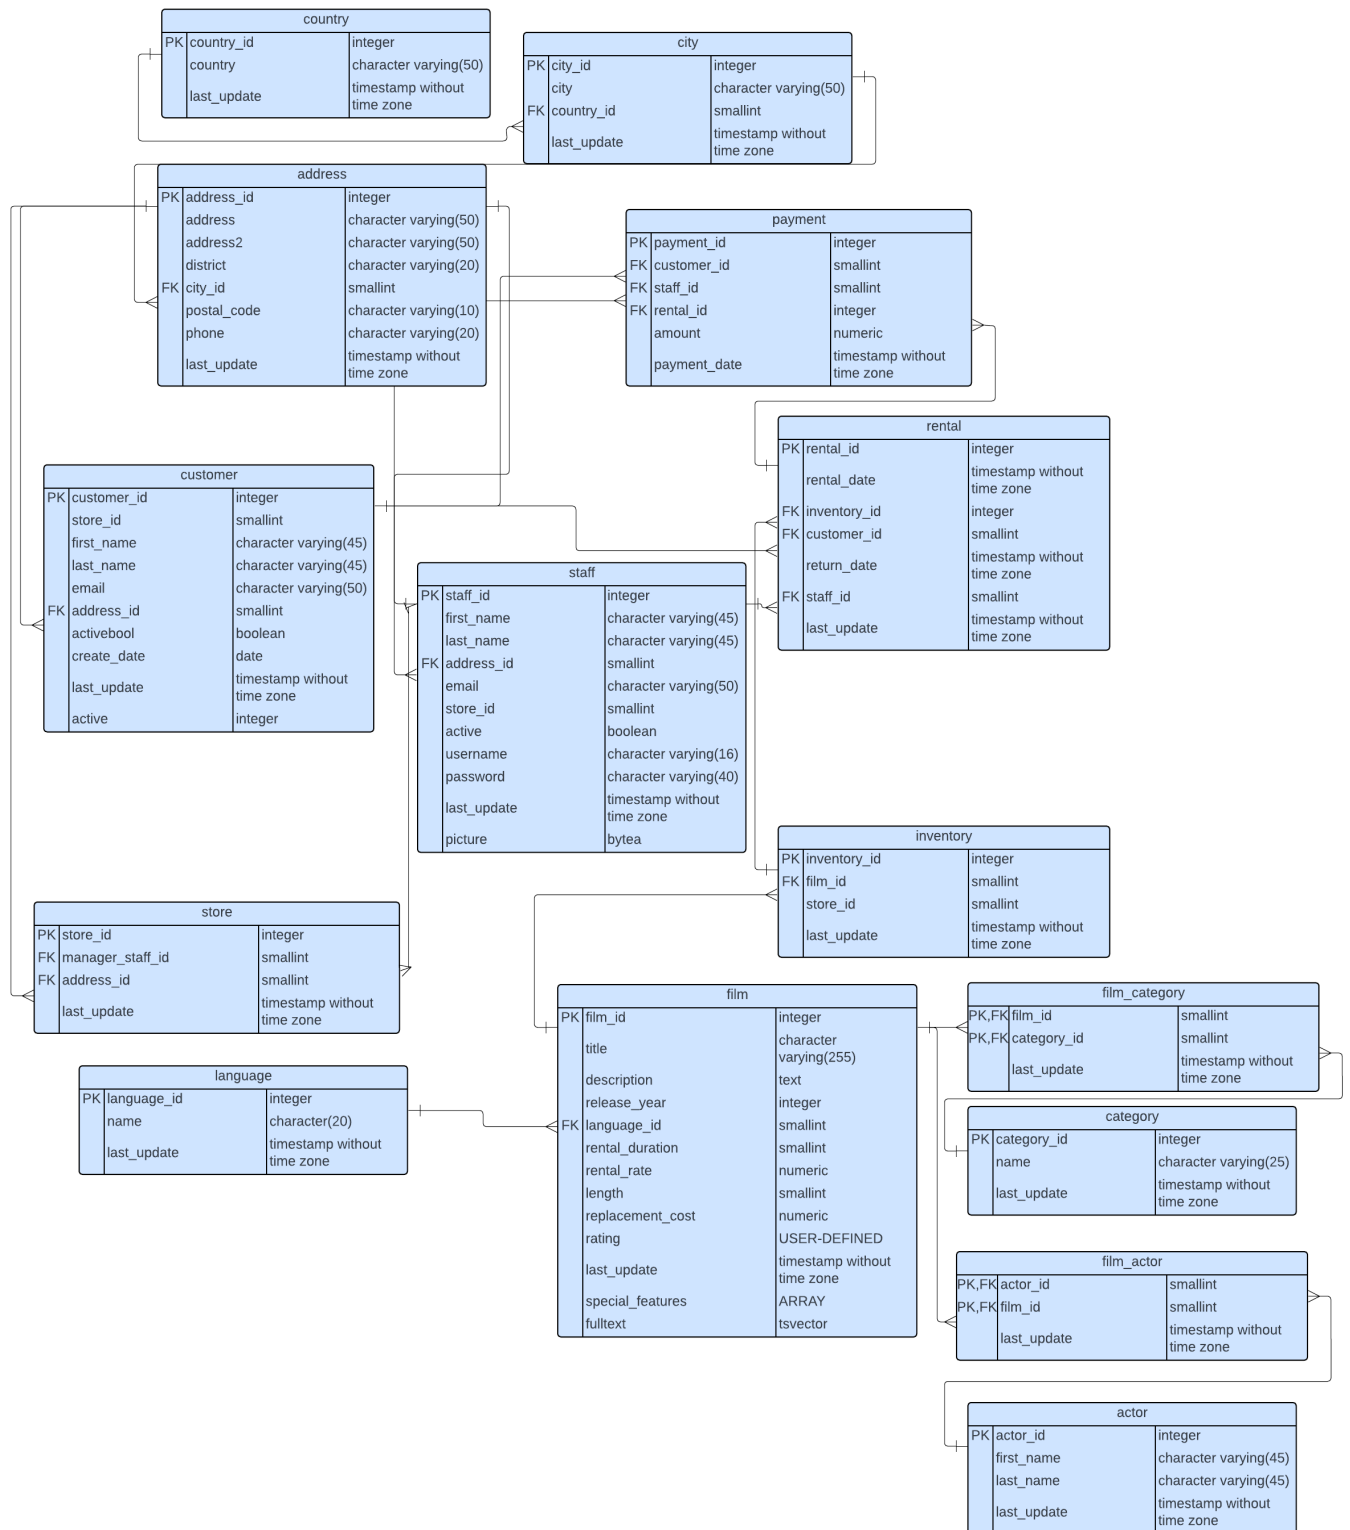 country
PK country_id integer
country character varying(50)
last_update timestamp without
time zone
city
PK city_id integer
city character varying(50)
FK country_id smallint
last_update timestamp without
time zone
address
PK address_id integer
address character varying(50)
address2 character varying(50)
district character varying(20)
FK city_id smallint
postal_code character varying(10)
phone character varying(20)
last_update timestamp without
time zone
payment
PK payment_id integer
FK customer_id smallint
FK staff_id smallint
FK rental_id integer
amount numeric
payment_date timestamp without
time zone
rental
PK rental_id integer
rental_date timestamp without
time zone
FK inventory_id integer
FK customer_id smallint
return_date timestamp without
time zone
FK staff_id smallint
last_update timestamp without
time zone
customer
PK customer_id integer
store_id smallint
first_name character varying(45)
last_name character varying(45)
email character varying(50)
FK address_id smallint
activebool boolean
create_date date
last_update timestamp without
time zone
active integer
staff
PK staff_id integer
first_name character varying(45)
last_name character varying(45)
FK address_id smallint
email character varying(50)
store_id smallint
active boolean
username character varying(16)
password character varying(40)
last_update timestamp without
time zone
picture bytea
inventory
PK inventory_id integer
FK film_id smallint
store_id smallint
last_update timestamp without
time zone
store
PK store_id integer
FK manager_staff_id smallint
FK address_id smallint
last_update timestamp without
time zone
film
PK film_id integer
title character
varying(255)
description text
release_year integer
FK language_id smallint
rental_duration smallint
rental_rate numeric
length smallint
replacement_cost numeric
rating USER-DEFINED
last_update timestamp without
time zone
special_features ARRAY
fulltext tsvector
film_category
PK,FK film_id smallint
PK,FK category_id smallint
last_update timestamp without
time zone
language
PK language_id integer
name character(20)
last_update timestamp without
time zone
category
PK category_id integer
name character varying(25)
last_update timestamp without
time zone
film_actor
PK,FK actor_id smallint
PK,FK film_id smallint
last_update timestamp without
time zone
actor
PK actor_id integer
first_name character varying(45)
last_name character varying(45)
last_update timestamp without
time zone